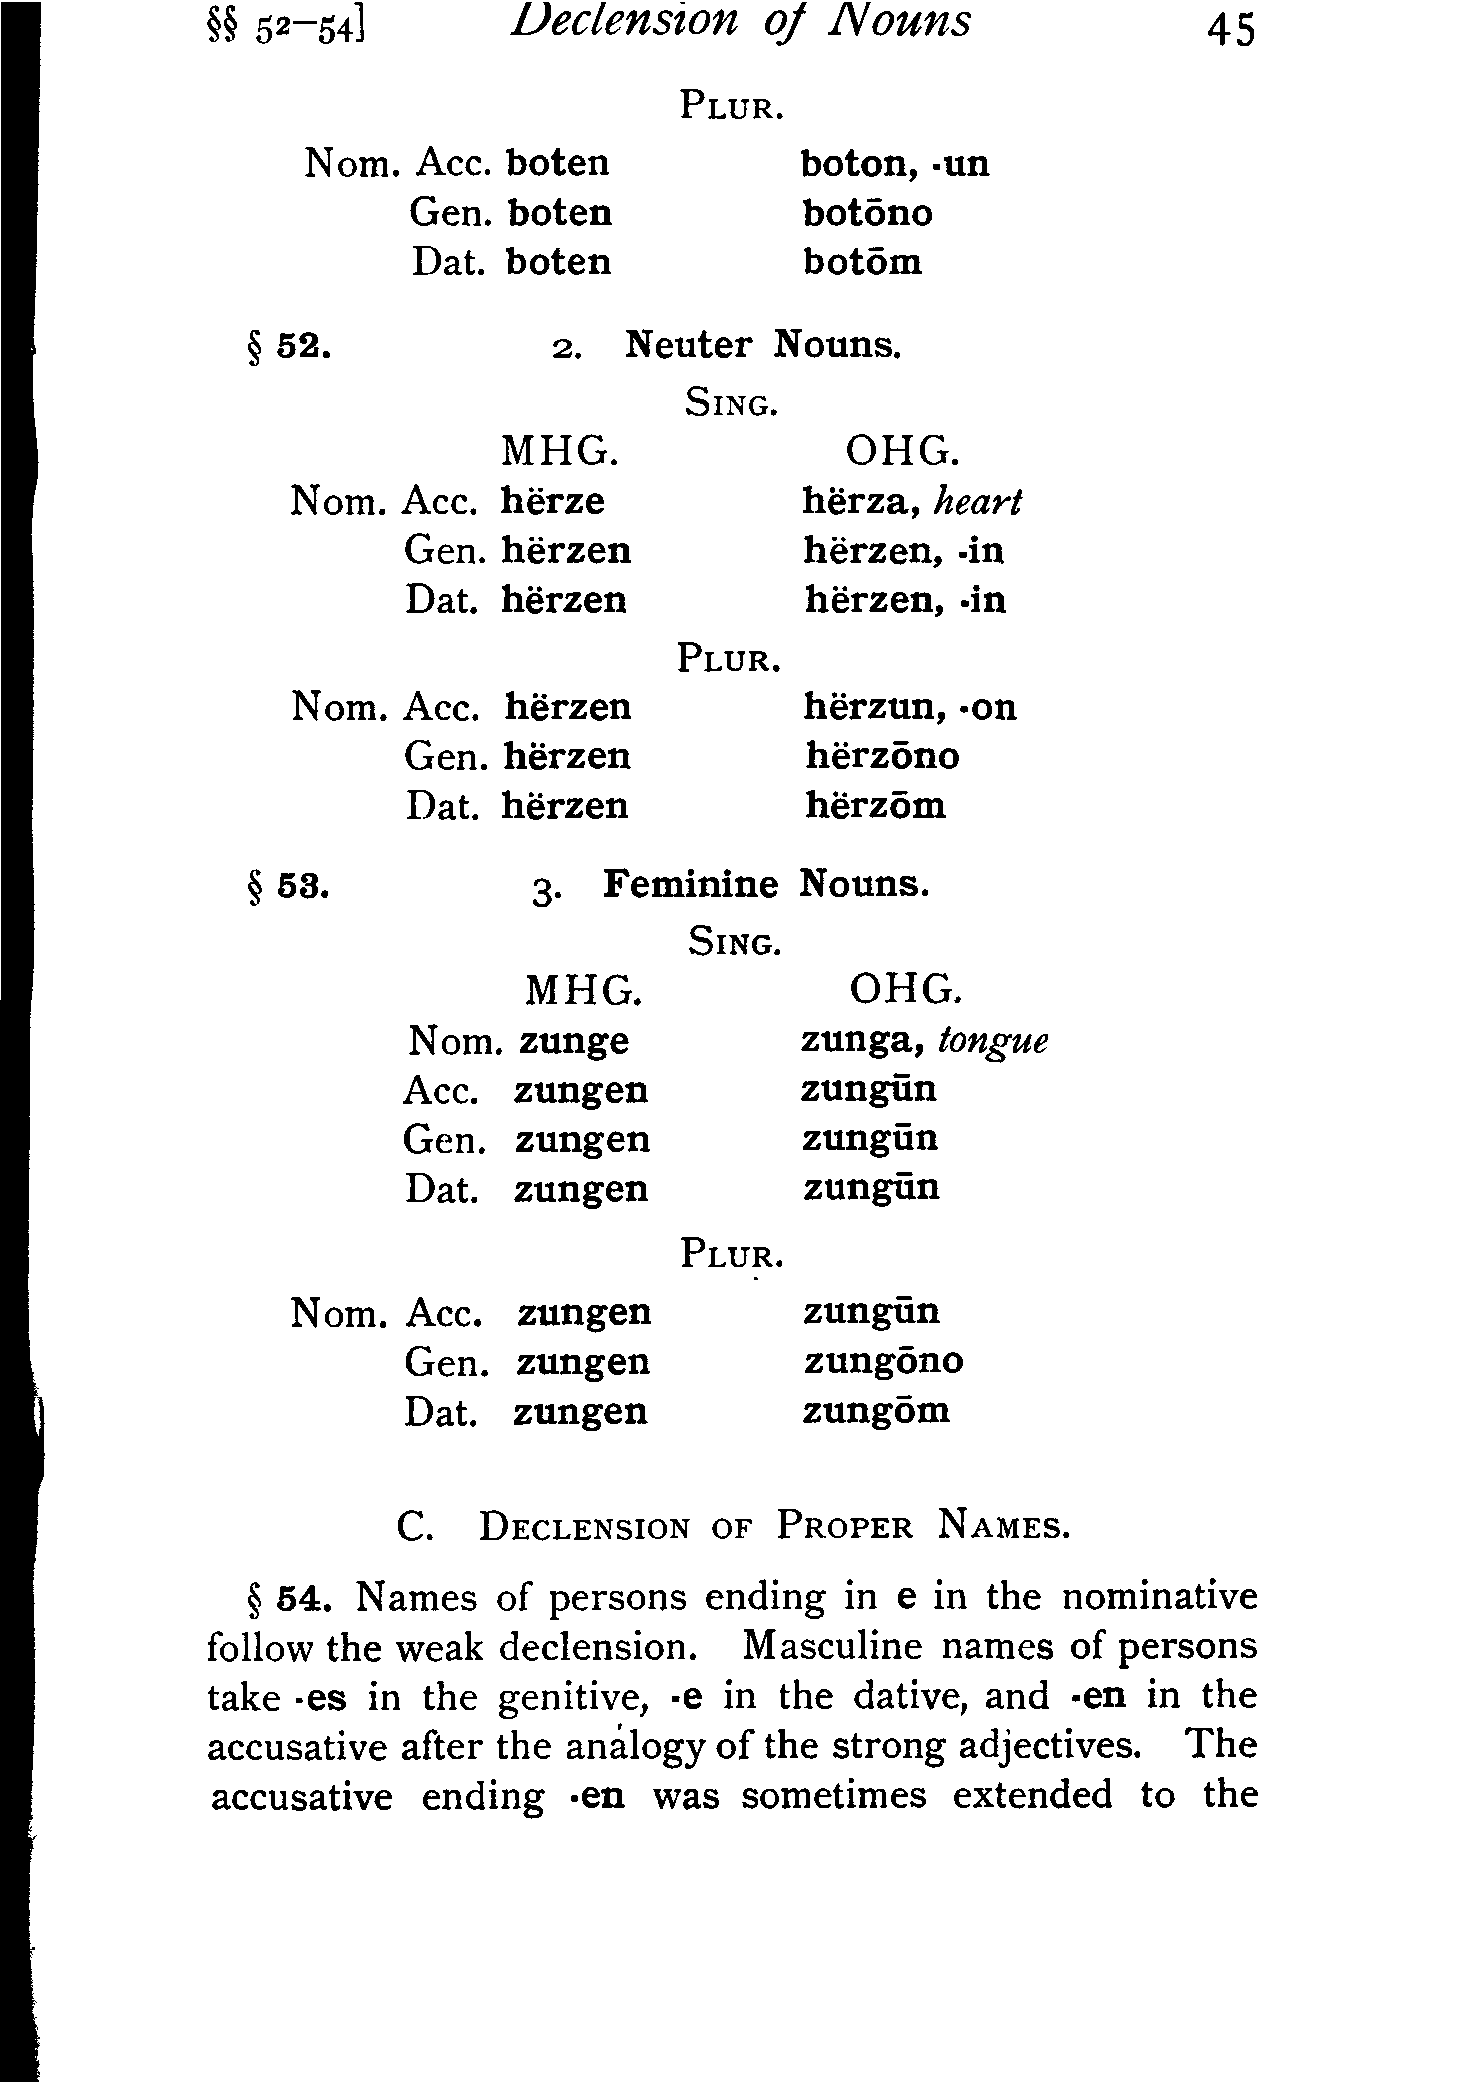 §§ 52–54] Declension of Nouns 45
PLUR.
Nom. Acc. boten boton, -un
Gen. boten botōno
Dat. boten botōm
§ 52. 2. Neuter Nouns.
SING.
MHG. OHG.
Nom. Acc. hërze hërza, heart
Gen. hërzen hërzen, -in
Dat. hërzen hërzen, -in
PLUR.
Nom. Acc. hërzen hërzun, -on
Gen. hërzen hërzōno
Dat. hërzen hërzōm
§ 53. 3. Feminine Nouns.
SING.
MHG. OHG.
Nom. zunge zunga, tongue
Acc. zungen zungūn
Gen. zungen zungūn
Dat. zungen zungūn
PLUR.
Nom. Acc. zungen zungūn
Gen. zungen zungōno
Dat. zungen zungōm
C. DECLENSION OF PROPER NAMES.
§ 54. Names of persons ending in e in the nominative
follow the weak declension. Masculine names of persons
take -es in the genitive, -e in the dative, and -en in the
accusative after the analogy of the strong adjectives. The
accusative ending -en was sometimes extended to the